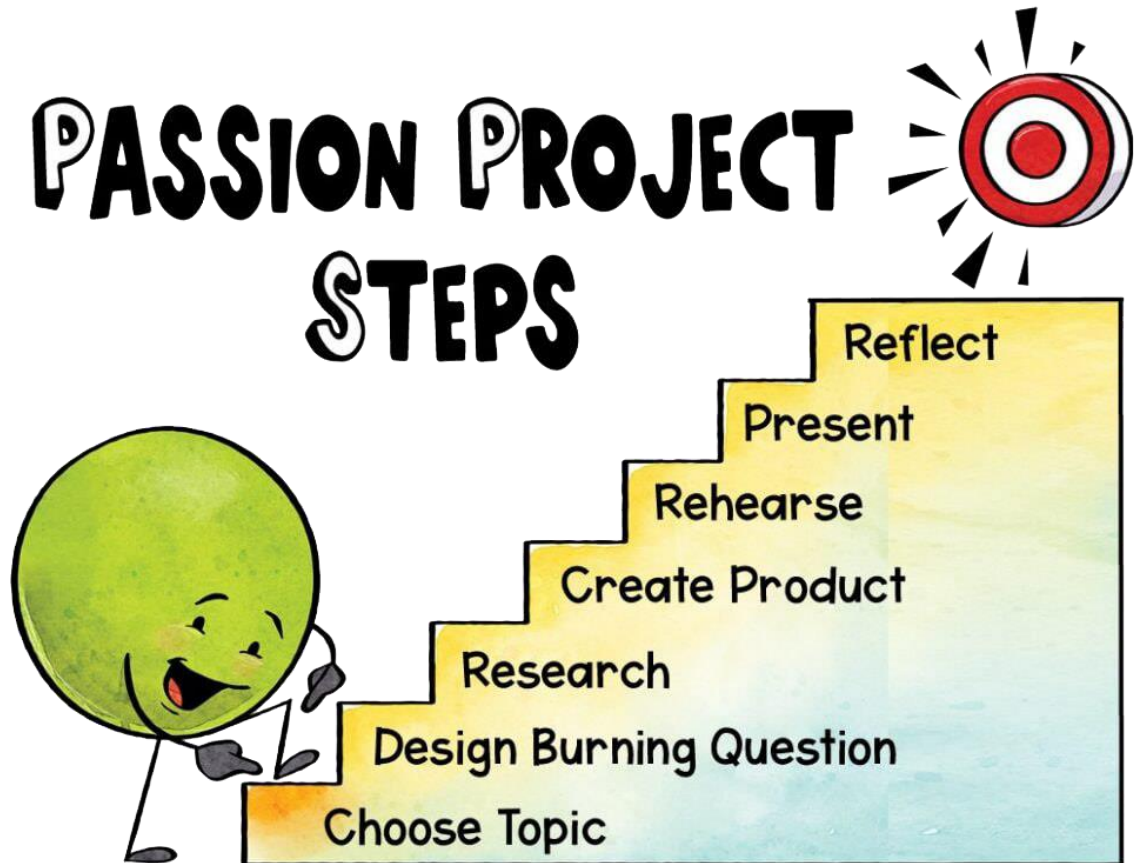 PASSION PROJECT
STEPS
Reflect
Present
Rehearse
Create Product
Research
Design Burning Question
Choose Topic